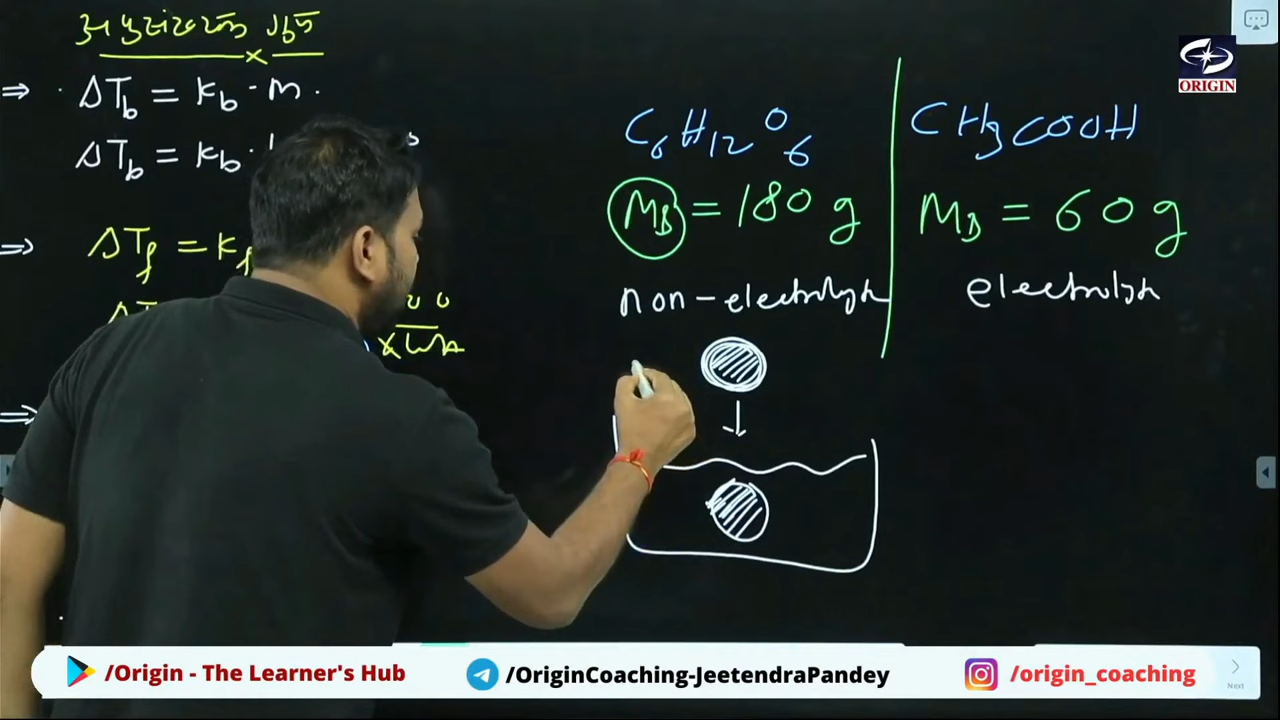 अणुसंख्यक गुण
⇒ ΔT_b = K_b · m.
ΔT_b = K_b ·
⇒ ΔT_f = K_f
⇒
C₆H₁₂O₆
M_B = 180 g
non-electrolyte
CH₃COOH
M_B = 60 g
electrolyte
ORIGIN
Next
/Origin - The Learner's Hub
/OriginCoaching-JeetendraPandey
/origin_coaching